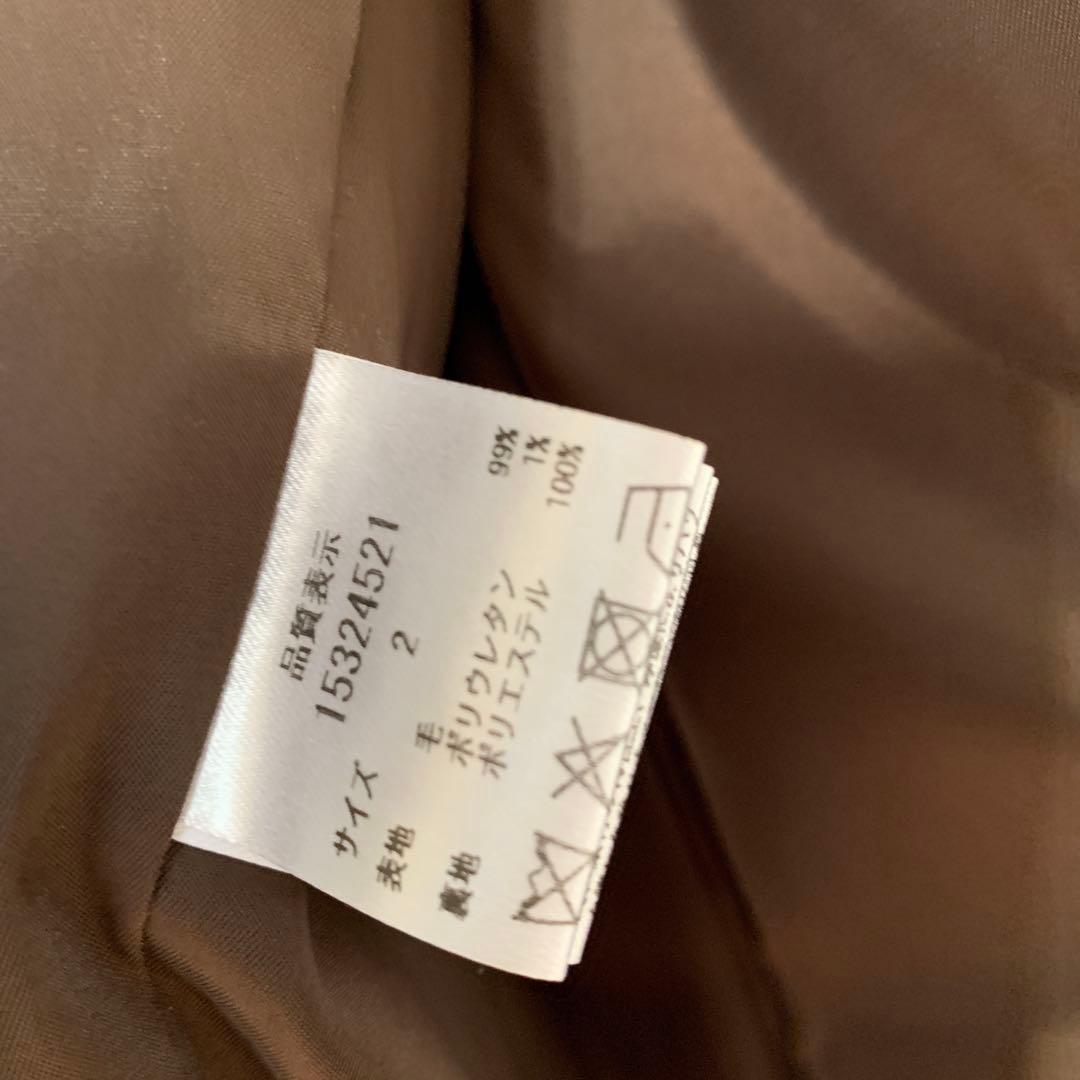 品質表示
15324521
サイズ 2
表地 毛 99%
ポリウレタン 1%
裏地 ポリエステル 100%